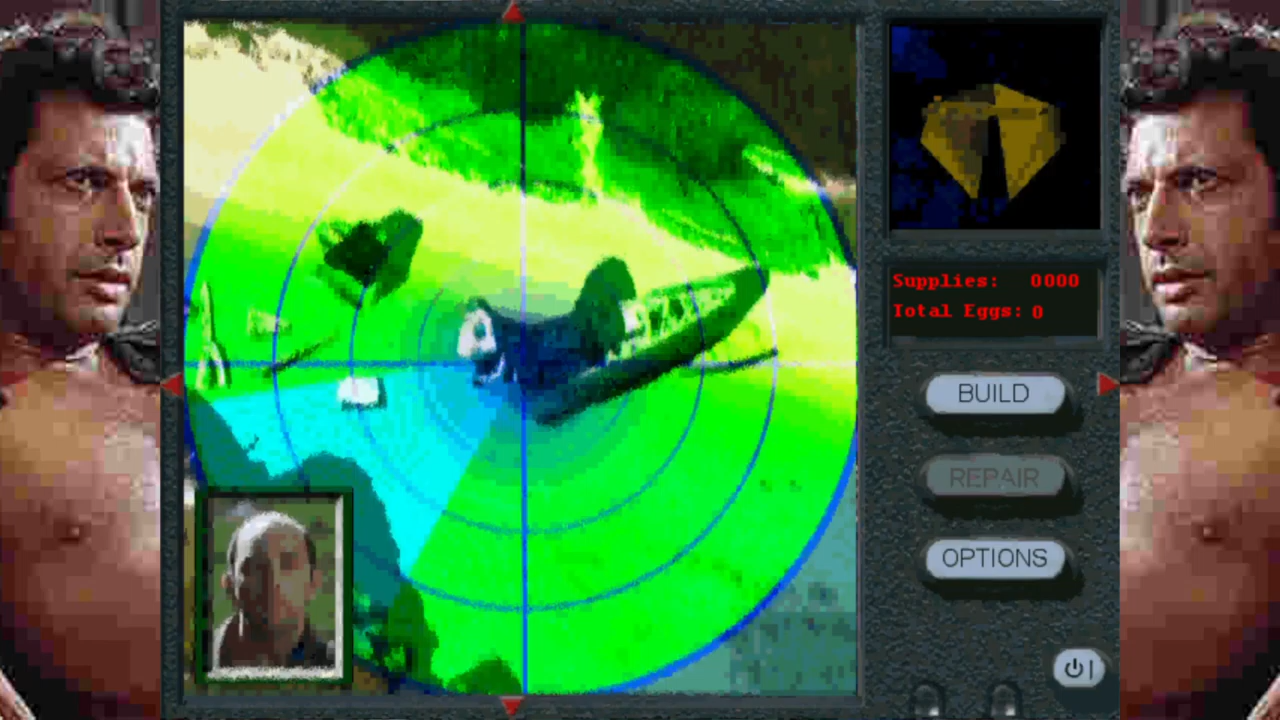 Supplies: 0000
Total Eggs: 0
BUILD
REPAIR
OPTIONS